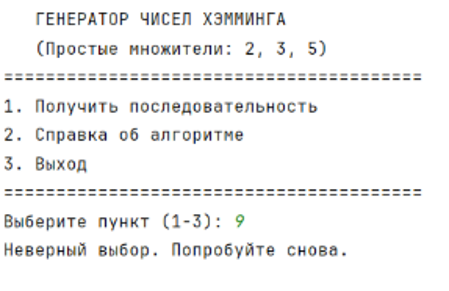 ГЕНЕРАТОР ЧИСЕЛ ХЭММИНГА
(Простые множители: 2, 3, 5)
========================================
1. Получить последовательность
2. Справка об алгоритме
3. Выход
========================================
Выберите пункт (1-3): 9
Неверный выбор. Попробуйте снова.